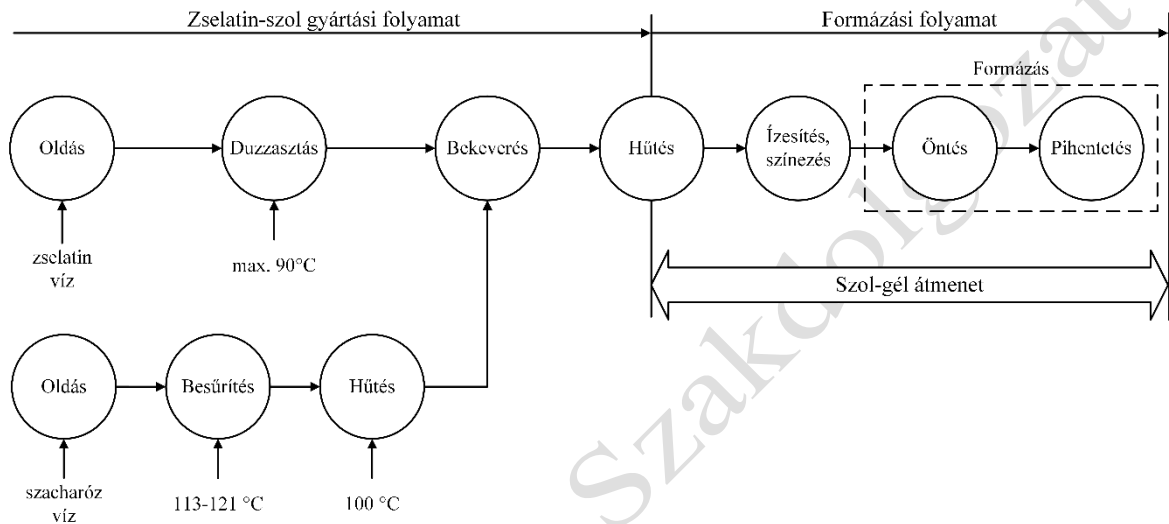 Zselatin-szol gyártási folyamat
Formázási folyamat
Formázás
Oldás
Duzzasztás
Bekeverés
Hűtés
Ízesítés,
színezés
Öntés
Pihentetés
zselatin
víz
max. 90°C
Szol-gél átmenet
Oldás
Besűrítés
Hűtés
szacharóz
víz
113-121 °C
100 °C
Szakdolgozat